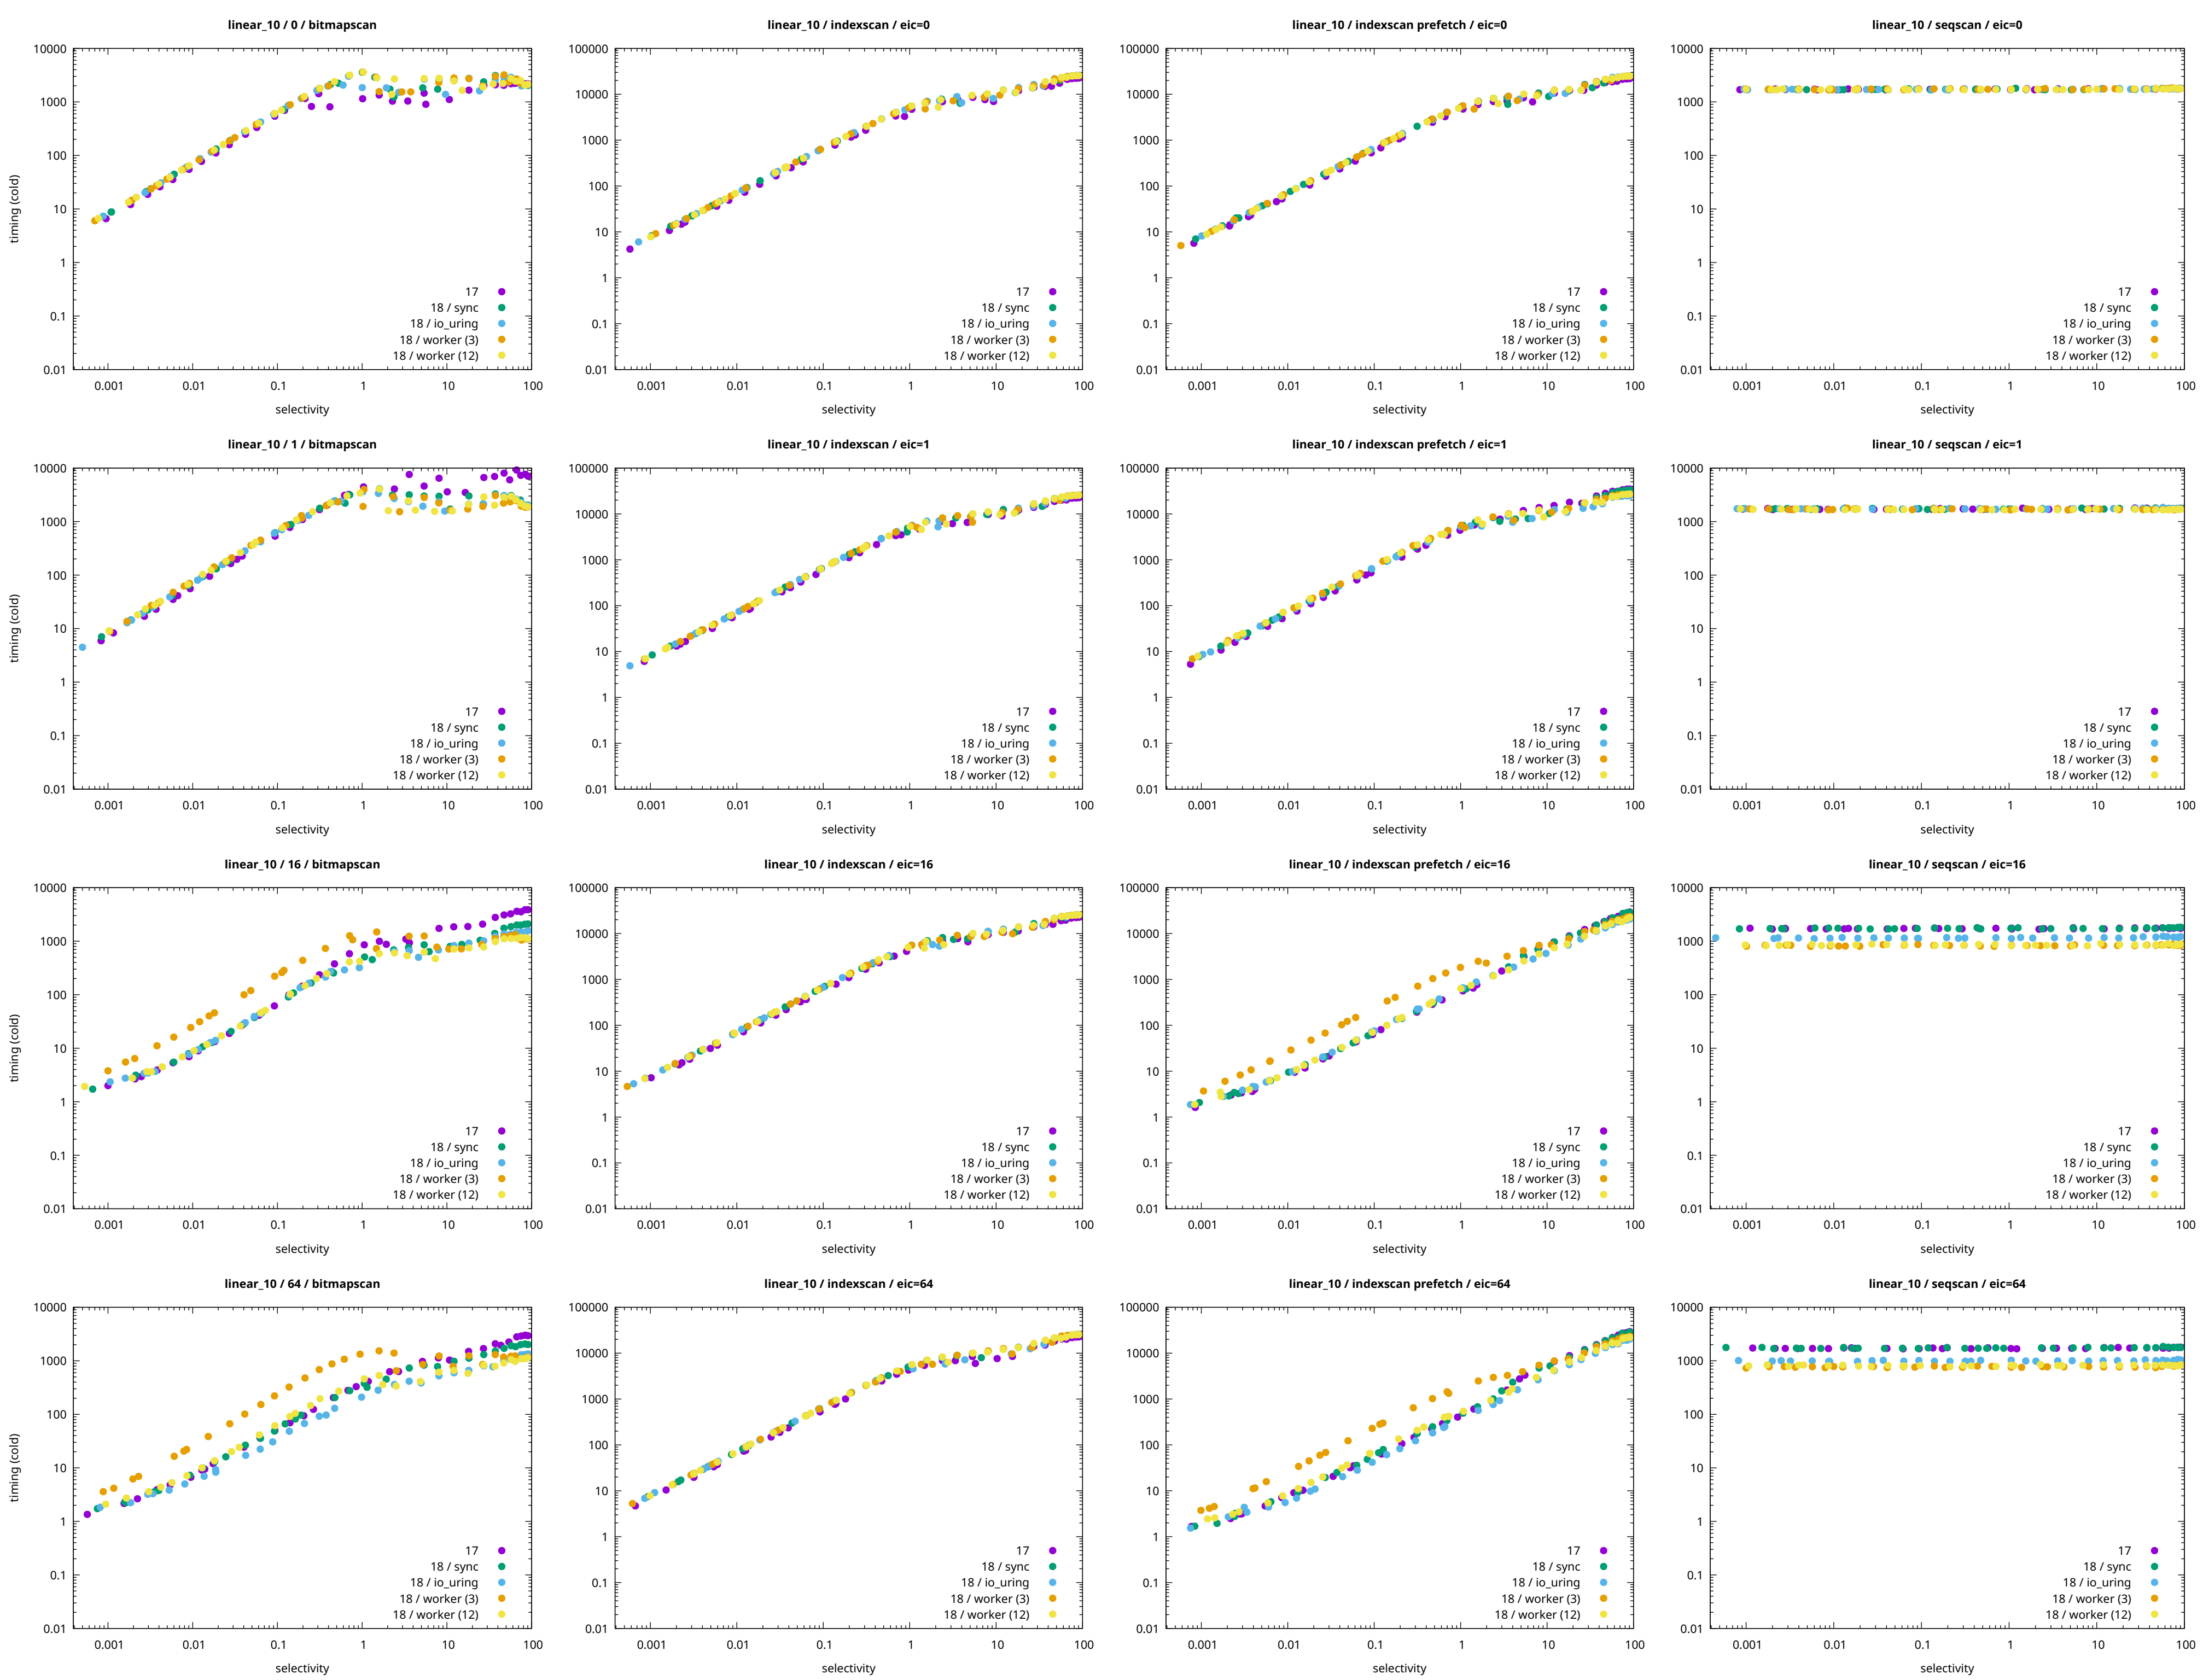 linear_10 / 0 / bitmapscan
timing (cold)
10000
1000
100
10
1
0.1
0.01
17
18 / sync
18 / io_uring
18 / worker (3)
18 / worker (12)
0.001 0.01 0.1 1 10 100
selectivity
linear_10 / indexscan / eic=0
100000
10000
1000
100
10
1
0.1
0.01
17
18 / sync
18 / io_uring
18 / worker (3)
18 / worker (12)
0.001 0.01 0.1 1 10 100
selectivity
linear_10 / indexscan prefetch / eic=0
100000
10000
1000
100
10
1
0.1
0.01
17
18 / sync
18 / io_uring
18 / worker (3)
18 / worker (12)
0.001 0.01 0.1 1 10 100
selectivity
linear_10 / seqscan / eic=0
10000
1000
100
10
1
0.1
0.01
17
18 / sync
18 / io_uring
18 / worker (3)
18 / worker (12)
0.001 0.01 0.1 1 10 100
selectivity
linear_10 / 1 / bitmapscan
timing (cold)
10000
1000
100
10
1
0.1
0.01
17
18 / sync
18 / io_uring
18 / worker (3)
18 / worker (12)
0.001 0.01 0.1 1 10 100
selectivity
linear_10 / indexscan / eic=1
100000
10000
1000
100
10
1
0.1
0.01
17
18 / sync
18 / io_uring
18 / worker (3)
18 / worker (12)
0.001 0.01 0.1 1 10 100
selectivity
linear_10 / indexscan prefetch / eic=1
100000
10000
1000
100
10
1
0.1
0.01
17
18 / sync
18 / io_uring
18 / worker (3)
18 / worker (12)
0.001 0.01 0.1 1 10 100
selectivity
linear_10 / seqscan / eic=1
10000
1000
100
10
1
0.1
0.01
17
18 / sync
18 / io_uring
18 / worker (3)
18 / worker (12)
0.001 0.01 0.1 1 10 100
selectivity
linear_10 / 16 / bitmapscan
timing (cold)
10000
1000
100
10
1
0.1
0.01
17
18 / sync
18 / io_uring
18 / worker (3)
18 / worker (12)
0.001 0.01 0.1 1 10 100
selectivity
linear_10 / indexscan / eic=16
100000
10000
1000
100
10
1
0.1
0.01
17
18 / sync
18 / io_uring
18 / worker (3)
18 / worker (12)
0.001 0.01 0.1 1 10 100
selectivity
linear_10 / indexscan prefetch / eic=16
100000
10000
1000
100
10
1
0.1
0.01
17
18 / sync
18 / io_uring
18 / worker (3)
18 / worker (12)
0.001 0.01 0.1 1 10 100
selectivity
linear_10 / seqscan / eic=16
10000
1000
100
10
1
0.1
0.01
17
18 / sync
18 / io_uring
18 / worker (3)
18 / worker (12)
0.001 0.01 0.1 1 10 100
selectivity
linear_10 / 64 / bitmapscan
timing (cold)
10000
1000
100
10
1
0.1
0.01
17
18 / sync
18 / io_uring
18 / worker (3)
18 / worker (12)
0.001 0.01 0.1 1 10 100
selectivity
linear_10 / indexscan / eic=64
100000
10000
1000
100
10
1
0.1
0.01
17
18 / sync
18 / io_uring
18 / worker (3)
18 / worker (12)
0.001 0.01 0.1 1 10 100
selectivity
linear_10 / indexscan prefetch / eic=64
100000
10000
1000
100
10
1
0.1
0.01
17
18 / sync
18 / io_uring
18 / worker (3)
18 / worker (12)
0.001 0.01 0.1 1 10 100
selectivity
linear_10 / seqscan / eic=64
10000
1000
100
10
1
0.1
0.01
17
18 / sync
18 / io_uring
18 / worker (3)
18 / worker (12)
0.001 0.01 0.1 1 10 100
selectivity